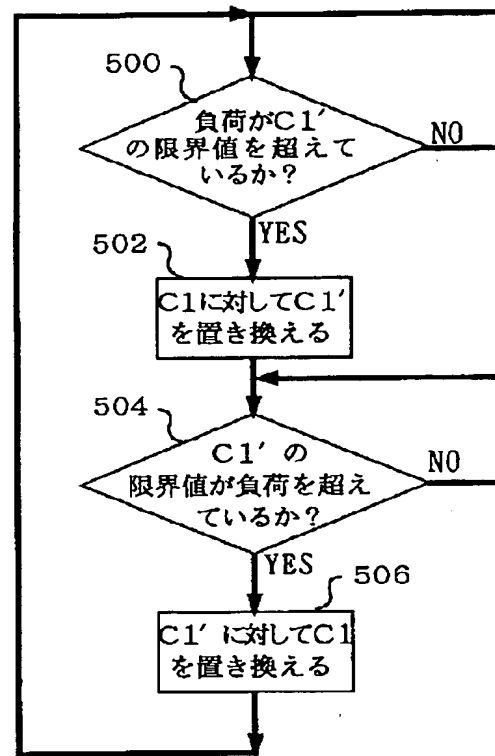 500
負荷がC1'
の限界値を超えて
いるか?
NO
YES
502
C1に対してC1'
を置き換える
504
C1' の
限界値が負荷を超え
ているか?
NO
YES
506
C1' に対してC1
を置き換える